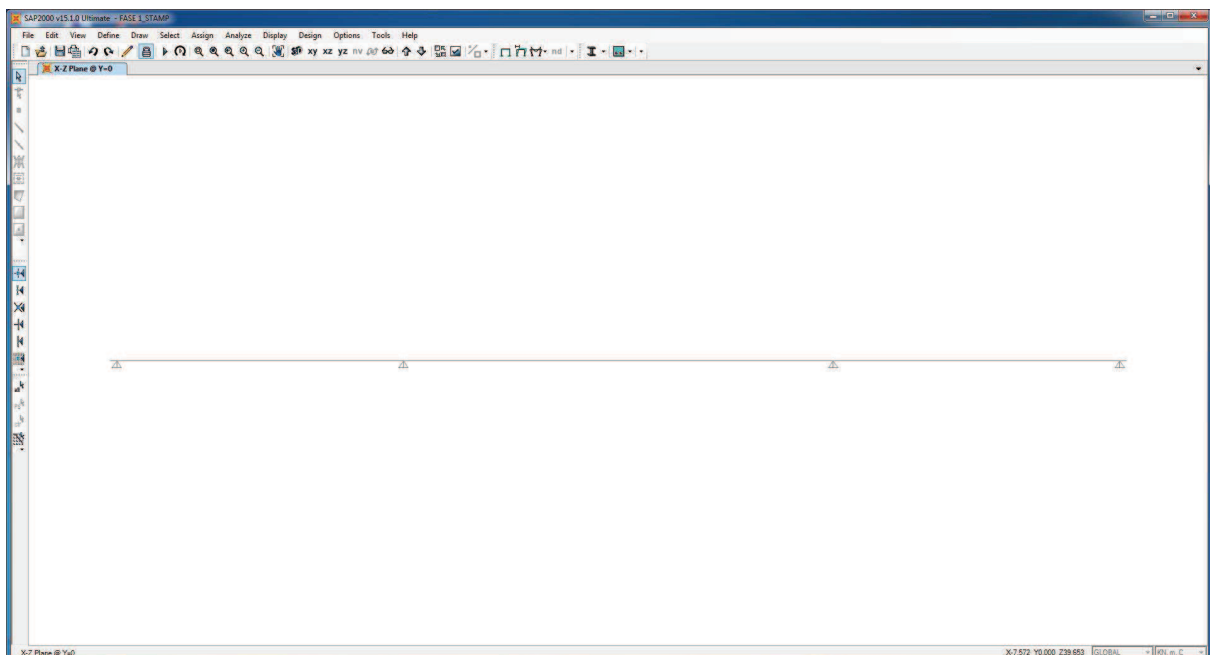 SAP2000 v15.1.0 Ultimate - FASE 1_STAMP
File Edit View Define Draw Select Assign Analyze Display Design Options Tools Help
xy xz yz nv nd
X-Z Plane @ Y=0
X-Z Plane @ Y=0 X-7.572 Y0.000 Z39.653 GLOBAL KN, m, C